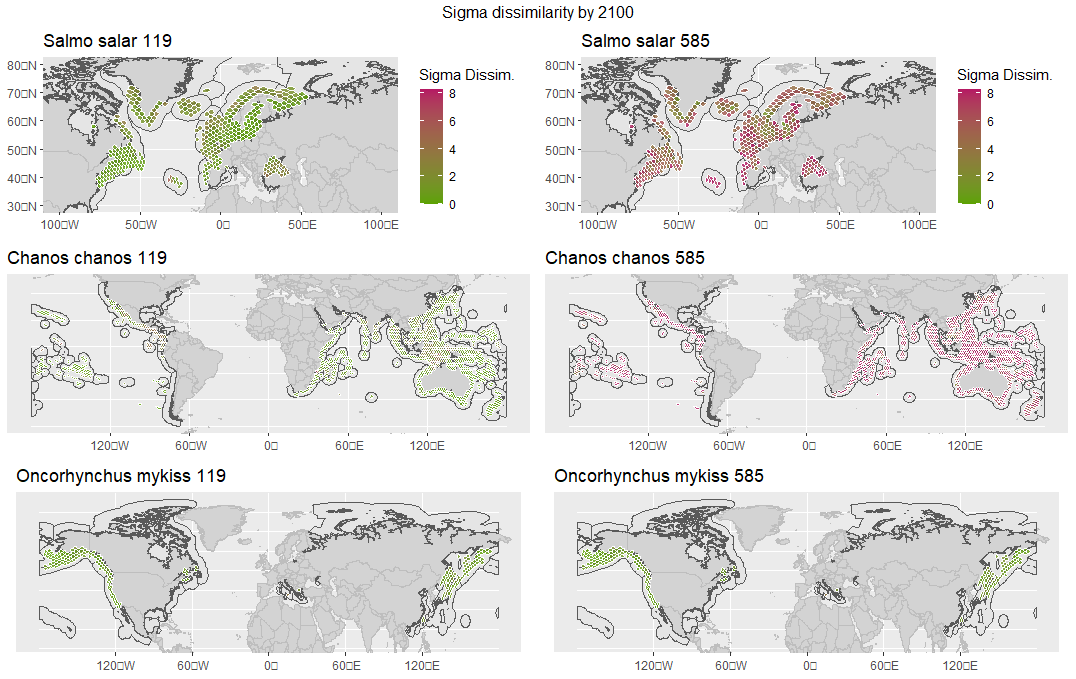 Sigma dissimilarity by 2100
Salmo salar 119
80□N
70□N
60□N
50□N
40□N
30□N
100□W
50□W
0□
50□E
100□E
Sigma Dissim.
8
6
4
2
0
Salmo salar 585
80□N
70□N
60□N
50□N
40□N
30□N
100□W
50□W
0□
50□E
100□E
Sigma Dissim.
8
6
4
2
0
Chanos chanos 119
120□W
60□W
0□
60□E
120□E
Chanos chanos 585
120□W
60□W
0□
60□E
120□E
Oncorhynchus mykiss 119
120□W
60□W
0□
60□E
120□E
Oncorhynchus mykiss 585
120□W
60□W
0□
60□E
120□E